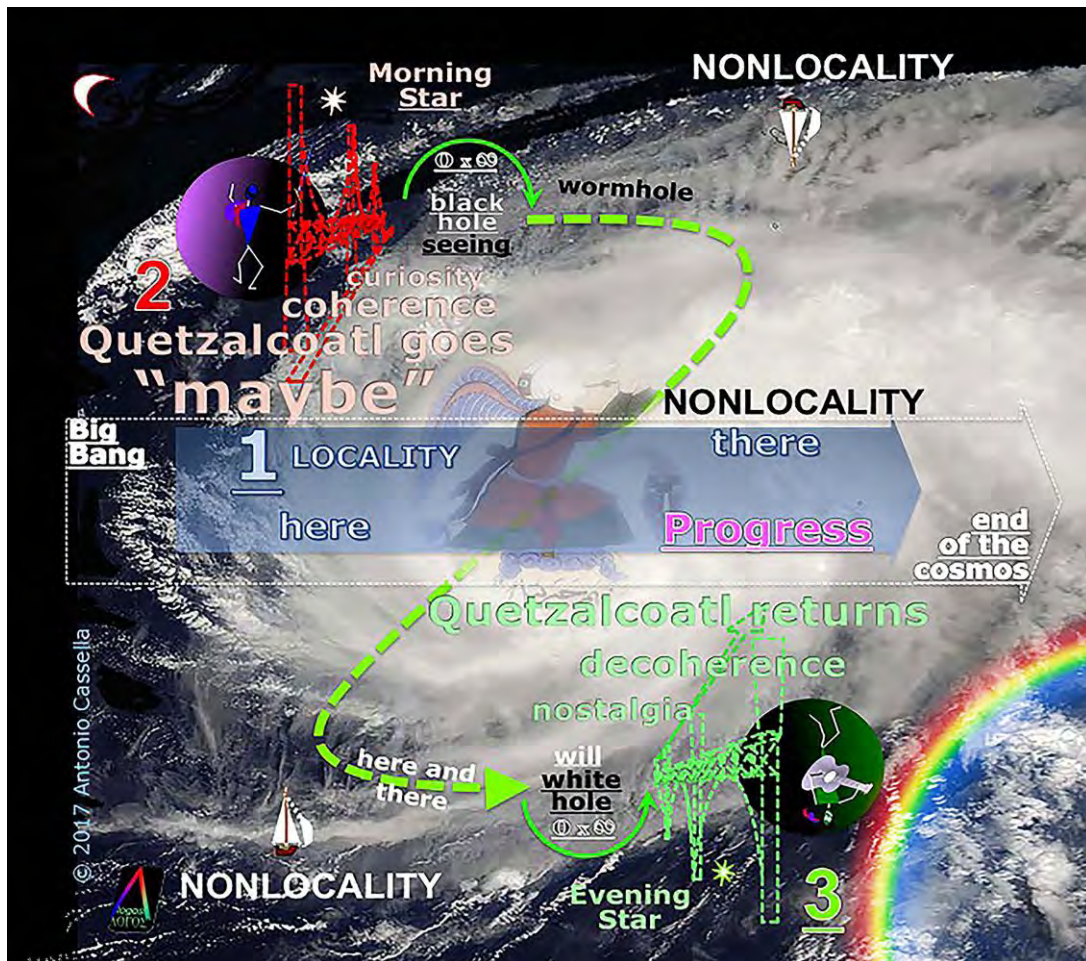 Morning
Star
NONLOCALITY
black
hole
seeing
wormhole
2
curiosity
coherence
Quetzalcoatl goes
“maybe”
Big
Bang
1 LOCALITY
here
NONLOCALITY
there
Progress
end
of the
cosmos
Quetzalcoatl returns
decoherence
nostalgia
here and
there
will
white
hole
Evening
Star
3
NONLOCALITY
© 2017 Antonio Cassella
logos
ΛΟΓΟΣ